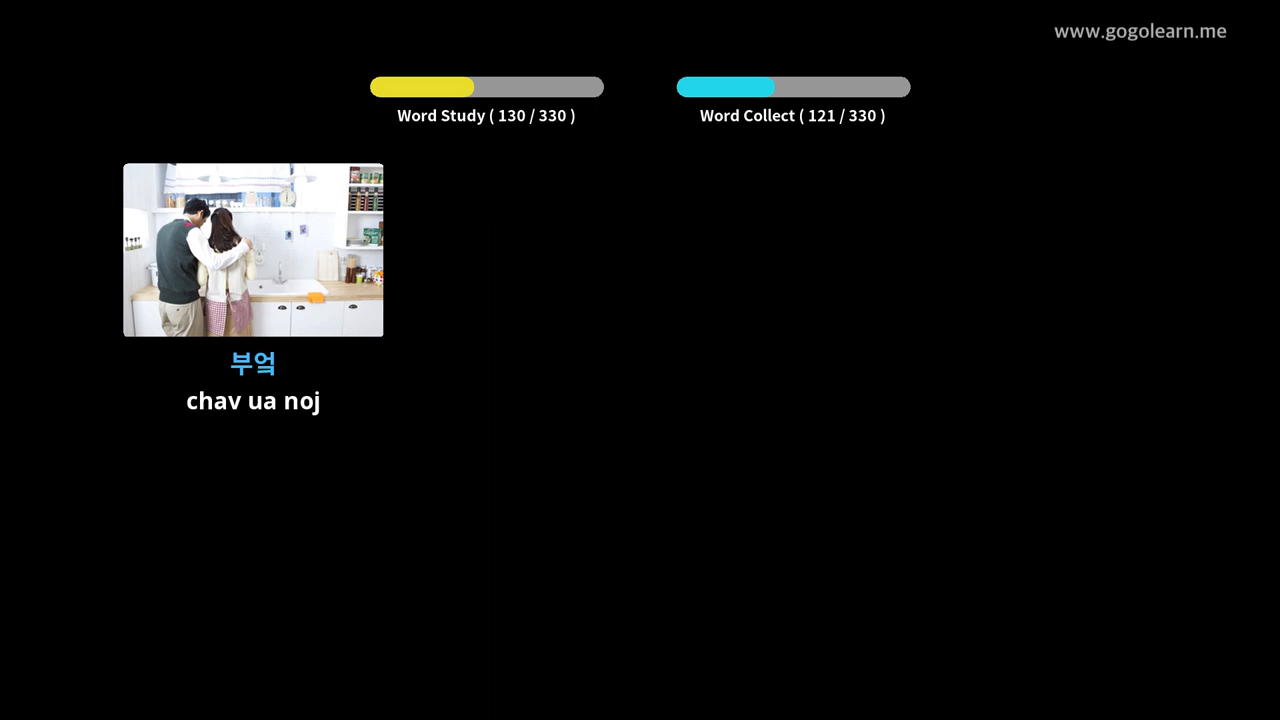 www.gogolearn.me
Word Study ( 130 / 330 )
Word Collect ( 121 / 330 )
부엌
chav ua noj